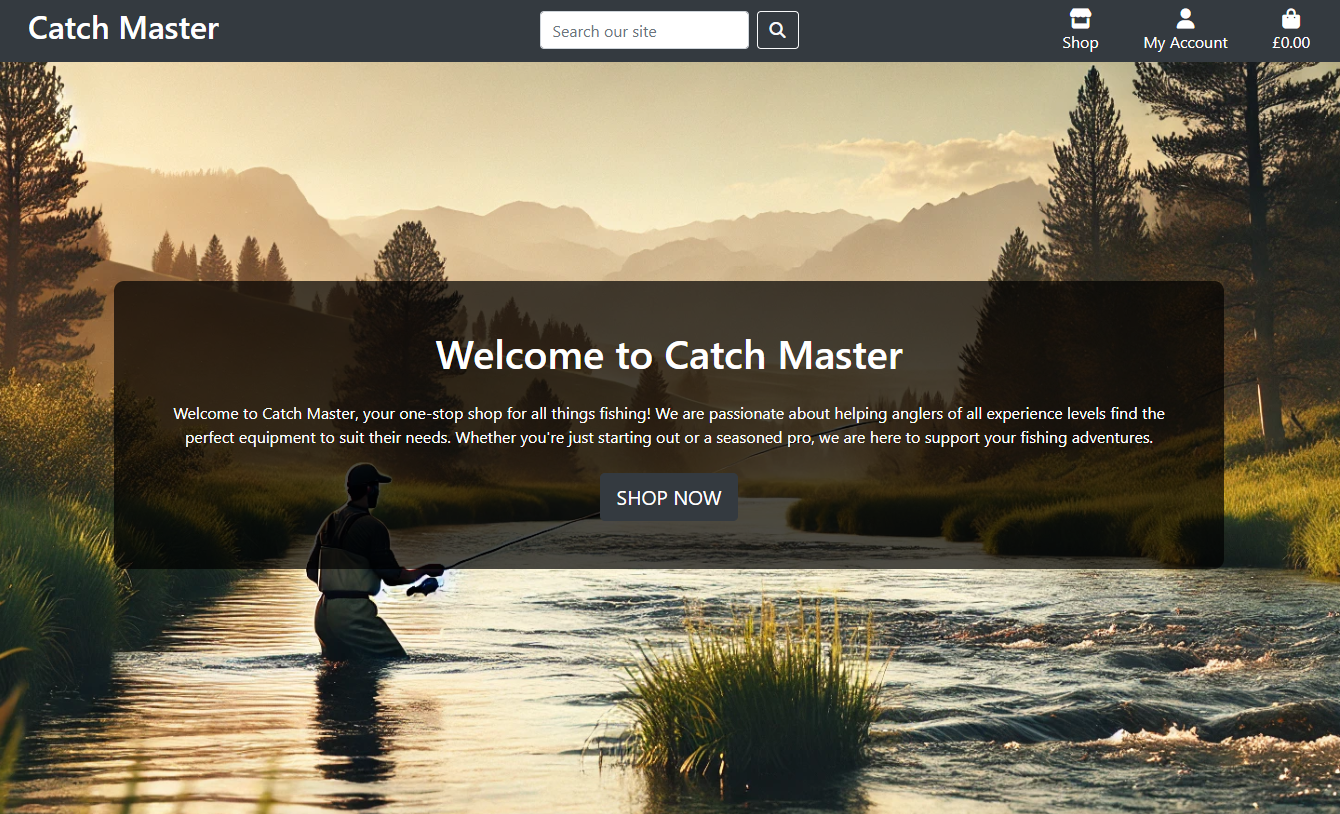 Catch Master
Search our site
Shop
My Account
£0.00
Welcome to Catch Master
Welcome to Catch Master, your one-stop shop for all things fishing! We are passionate about helping anglers of all experience levels find the
perfect equipment to suit their needs. Whether you're just starting out or a seasoned pro, we are here to support your fishing adventures.
SHOP NOW